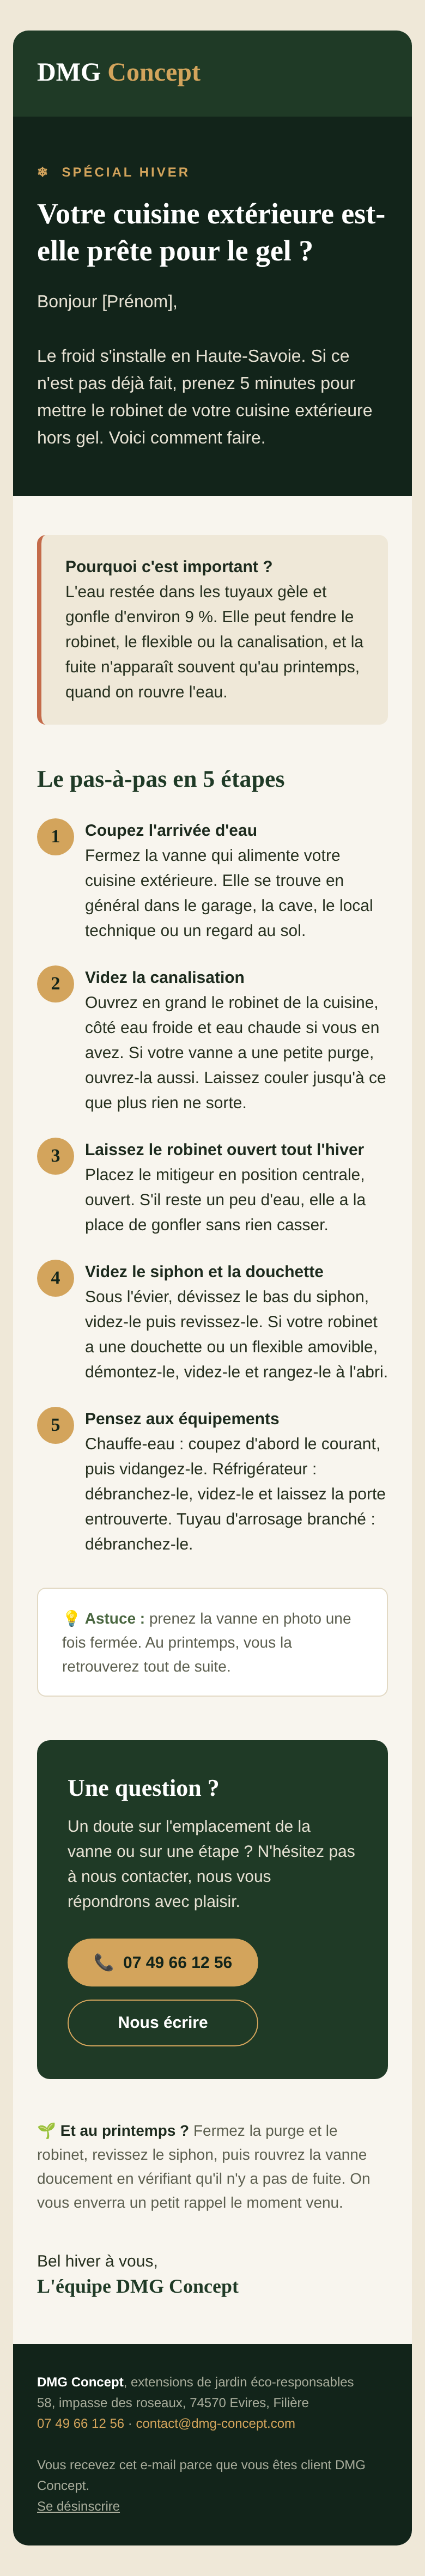 DMG Concept
❄ SPÉCIAL HIVER
Votre cuisine extérieure est-
elle prête pour le gel ?
Bonjour [Prénom],
Le froid s'installe en Haute-Savoie. Si ce
n'est pas déjà fait, prenez 5 minutes pour
mettre le robinet de votre cuisine extérieure
hors gel. Voici comment faire.
Pourquoi c'est important ?
L'eau restée dans les tuyaux gèle et
gonfle d'environ 9 %. Elle peut fendre le
robinet, le flexible ou la canalisation, et la
fuite n'apparaît souvent qu'au printemps,
quand on rouvre l'eau.
Le pas-à-pas en 5 étapes
1 Coupez l'arrivée d'eau
Fermez la vanne qui alimente votre
cuisine extérieure. Elle se trouve en
général dans le garage, la cave, le local
technique ou un regard au sol.
2 Videz la canalisation
Ouvrez en grand le robinet de la cuisine,
côté eau froide et eau chaude si vous en
avez. Si votre vanne a une petite purge,
ouvrez-la aussi. Laissez couler jusqu'à ce
que plus rien ne sorte.
3 Laissez le robinet ouvert tout l'hiver
Placez le mitigeur en position centrale,
ouvert. S'il reste un peu d'eau, elle a la
place de gonfler sans rien casser.
4 Videz le siphon et la douchette
Sous l'évier, dévissez le bas du siphon,
videz-le puis revissez-le. Si votre robinet
a une douchette ou un flexible amovible,
démontez-le, videz-le et rangez-le à l'abri.
5 Pensez aux équipements
Chauffe-eau : coupez d'abord le courant,
puis vidangez-le. Réfrigérateur :
débranchez-le, videz-le et laissez la porte
entrouverte. Tuyau d'arrosage branché :
débranchez-le.
💡 Astuce : prenez la vanne en photo une
fois fermée. Au printemps, vous la
retrouverez tout de suite.
Une question ?
Un doute sur l'emplacement de la
vanne ou sur une étape ? N'hésitez pas
à nous contacter, nous vous
répondrons avec plaisir.
📞 07 49 66 12 56
Nous écrire
🌱 Et au printemps ? Fermez la purge et le
robinet, revissez le siphon, puis rouvrez la vanne
doucement en vérifiant qu'il n'y a pas de fuite. On
vous enverra un petit rappel le moment venu.
Bel hiver à vous,
L'équipe DMG Concept
DMG Concept, extensions de jardin éco-responsables
58, impasse des roseaux, 74570 Evires, Filière
07 49 66 12 56 · contact@dmg-concept.com
Vous recevez cet e-mail parce que vous êtes client DMG
Concept.
Se désinscrire